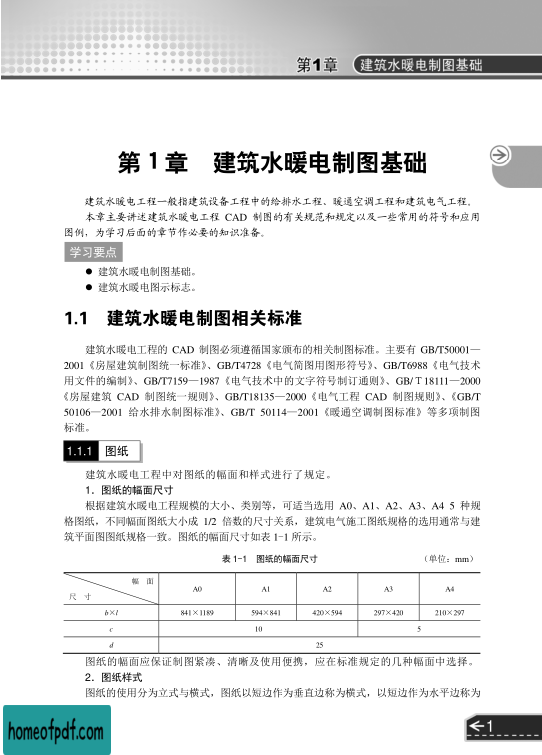 第1章 建筑水暖电制图基础
第1章 建筑水暖电制图基础
建筑水暖电工程一般指建筑设备工程中的给排水工程、暖通空调工程和建筑电气工程。
本章主要讲述建筑水暖电工程 CAD 制图的有关规范和规定以及一些常用的符号和应用
图例，为学习后面的章节作必要的知识准备。
学习要点
● 建筑水暖电制图基础。
● 建筑水暖电图示标志。
1.1 建筑水暖电制图相关标准
建筑水暖电工程的 CAD 制图必须遵循国家颁布的相关制图标准。主要有 GB/T50001—
2001《房屋建筑制图统一标准》、GB/T4728《电气简图用图形符号》、GB/T6988《电气技术
用文件的编制》、GB/T7159—1987《电气技术中的文字符号制订通则》、GB/T18111—2000
《房屋建筑 CAD 制图统一规则》、GB/T18135—2000《电气工程 CAD 制图规则》、《GB/T
50106—2001 给水排水制图标准》、GB/T 50114—2001《暖通空调制图标准》等多项制图
标准。
1.1.1 图纸
建筑水暖电工程中对图纸的幅面和样式进行了规定。
1．图纸的幅面尺寸
根据建筑水暖电工程规模的大小、类别等，可适当选用 A0、A1、A2、A3、A4 5 种规
格图纸，不同幅面图纸大小成 1/2 倍数的尺寸关系，建筑电气施工图纸规格的选用通常与建
筑平面图图纸规格一致。图纸的幅面尺寸如表 1-1 所示。
表 1-1 图纸的幅面尺寸 （单位：mm）
幅 面
尺 寸 A0 A1 A2 A3 A4
b×l 841×1189 594×841 420×594 297×420 210×297
c 10 5
d 25
图纸的幅面应保证制图紧凑、清晰及使用便携，应在标准规定的几种幅面中选择。
2．图纸样式
图纸的使用分为立式与横式，图纸以短边作为垂直边称为横式，以短边作为水平边称为
homeofpdf.com
1